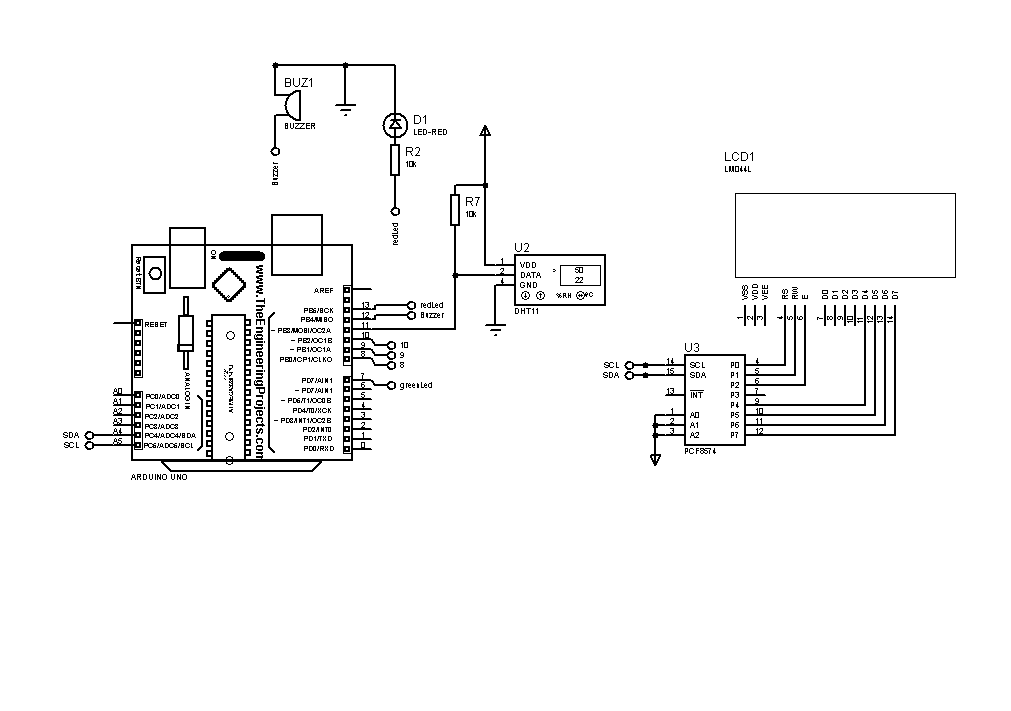 BUZ1
BUZZER
Buzzer
D1
LED-RED
R2
10k
redLed
R7
10k
U2
1
2
4
VDD
DATA
GND
>
50
22
%RH
°C
DHT11
LCD1
LM044L
VSS
VDD
VEE
RS
RW
E
D0
D1
D2
D3
D4
D5
D6
D7
1
2
3
4
5
6
7
8
9
10
11
12
13
14
U3
SCL
SDA
14
15
13
1
2
3
SCL
SDA
INT
A0
A1
A2
P0
P1
P2
P3
P4
P5
P6
P7
4
5
6
7
9
10
11
12
PCF8574
Reset BTN
ON
www.TheEngineeringProjects.com
RESET
ANALOG IN
AREF
13
12
11
10
9
8
PB5/SCK
PB4/MISO
~ PB3/MOSI/OC2A
~ PB2/OC1B
~ PB1/OC1A
PB0/ICP1/CLKO
redLed
Buzzer
10
9
8
7
6
5
4
3
2
1
0
PD7/AIN1
~ PD7/AIN1
~ PD5/T1/OC0B
PD4/T0/XCK
~ PD3/INT1/OC2B
PD2/INT0
PD1/TXD
PD0/RXD
greenLed
A0
A1
A2
A3
A4
A5
PC0/ADC0
PC1/ADC1
PC2/ADC2
PC3/ADC3
PC4/ADC4/SDA
PC5/ADC5/SCL
SDA
SCL
ARDUINO UNO